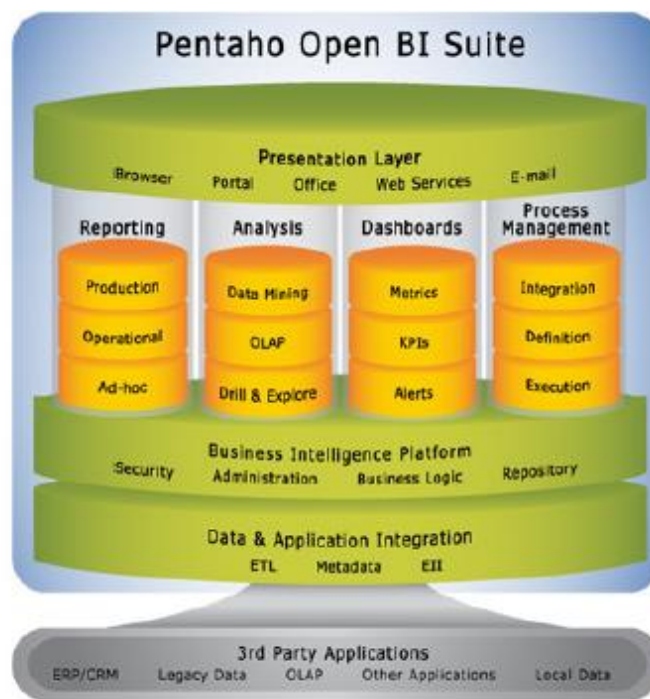 Pentaho Open BI Suite
Presentation Layer
Browser Portal Office Web Services E-mail
Reporting Analysis Dashboards Process Management
Production Data Mining Metrics Integration
Operational OLAP KPIs Definition
Ad-hoc Drill & Explore Alerts Execution
Business Intelligence Platform
Security Administration Business Logic Repository
Data & Application Integration
ETL Metadata EII
3rd Party Applications
ERP/CRM Legacy Data OLAP Other Applications Local Data